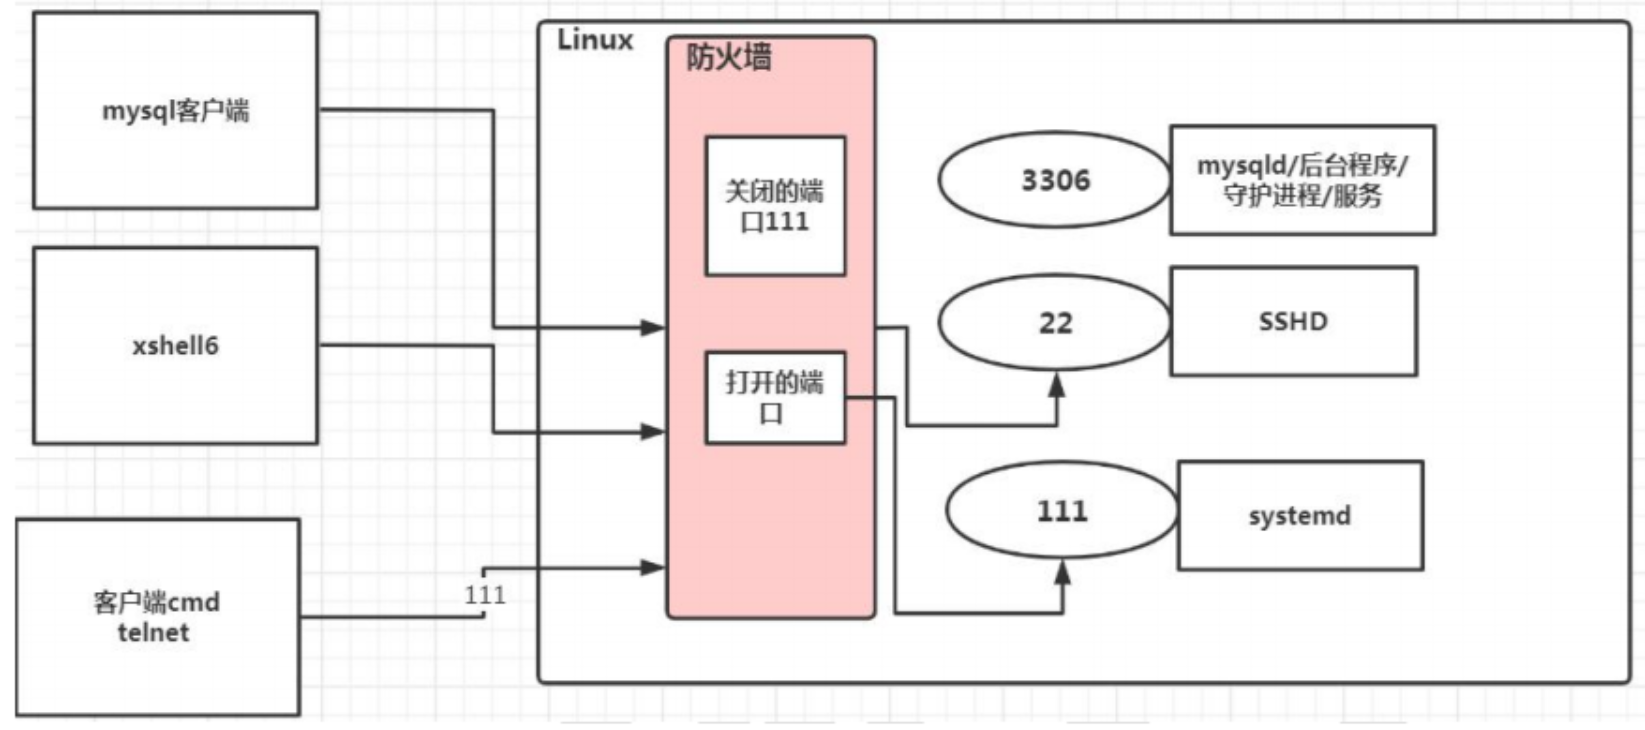 mysql客户端
xshell6
客户端cmd
telnet
111
Linux
防火墙
关闭的端
口111
打开的端
口
3306
mysqld/后台程序/
守护进程/服务
22
SSHD
111
systemd